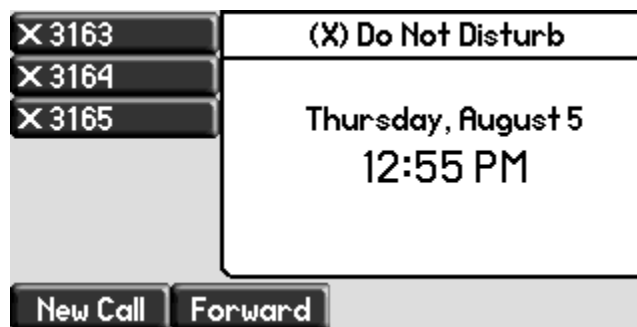 X 3163
X 3164
X 3165
(X) Do Not Disturb
Thursday, August 5
12:55 PM
New Call
Forward